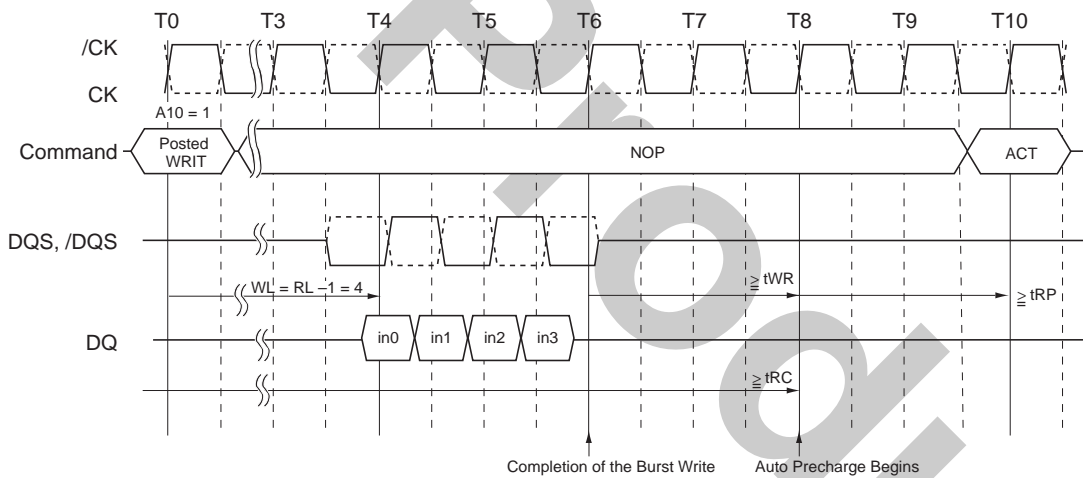 T0 T3 T4 T5 T6 T7 T8 T9 T10
/CK
CK
A10 = 1
Command
Posted
WRIT
NOP
ACT
DQS, /DQS
WL = RL −1 = 4
≧ tWR
≧ tRP
DQ
in0 in1 in2 in3
≧ tRC
Completion of the Burst Write
Auto Precharge Begins
Prod